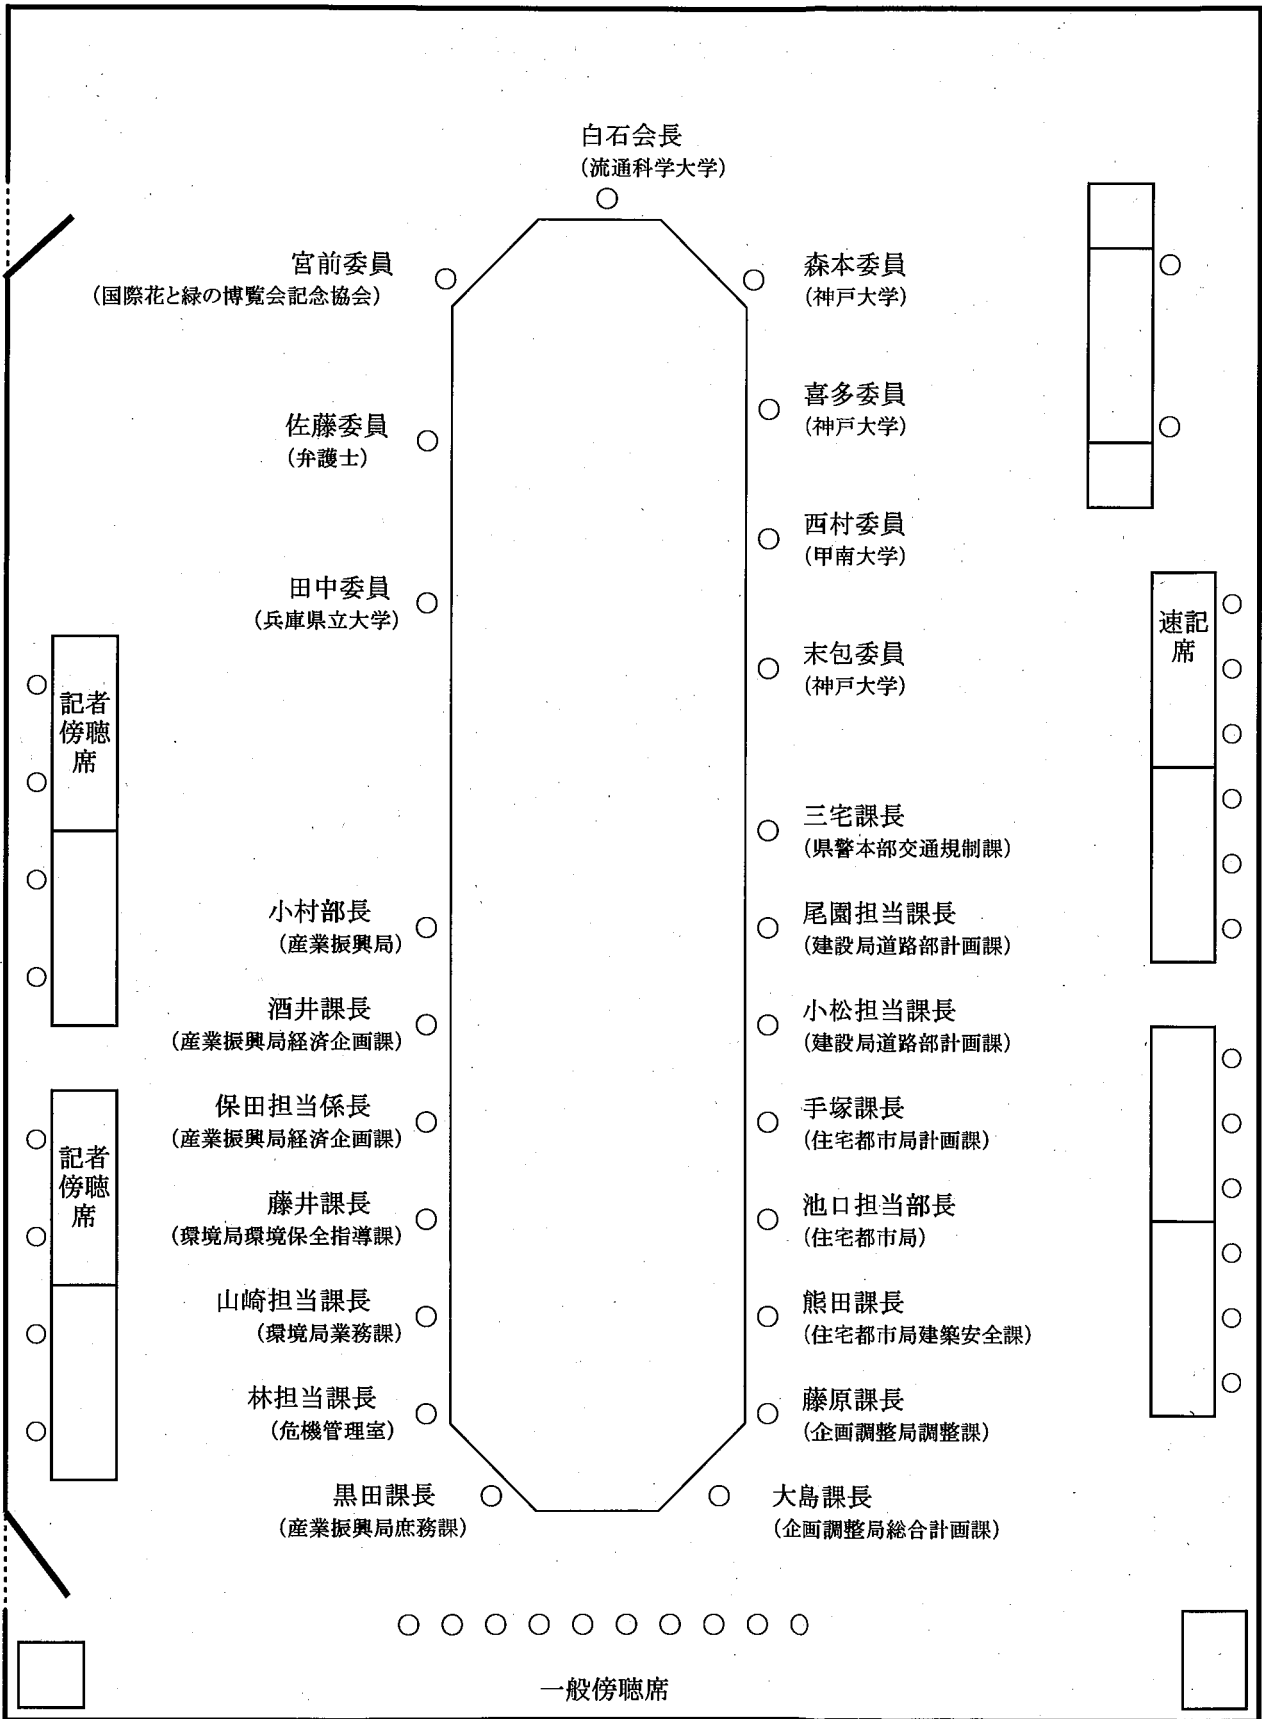 白石会長
（流通科学大学）
宮前委員
（国際花と緑の博覧会記念協会）
佐藤委員
（弁護士）
田中委員
（兵庫県立大学）
記者
傍聴
席
小村部長
（産業振興局）
酒井課長
（産業振興局経済企画課）
保田担当係長
（産業振興局経済企画課）
記者
傍聴
席
藤井課長
（環境局環境保全指導課）
山崎担当課長
（環境局業務課）
林担当課長
（危機管理室）
黒田課長
（産業振興局庶務課）
森本委員
（神戸大学）
喜多委員
（神戸大学）
西村委員
（甲南大学）
末包委員
（神戸大学）
速記
席
三宅課長
（県警本部交通規制課）
尾園担当課長
（建設局道路部計画課）
小松担当課長
（建設局道路部計画課）
手塚課長
（住宅都市局計画課）
池口担当部長
（住宅都市局）
熊田課長
（住宅都市局建築安全課）
藤原課長
（企画調整局調整課）
大島課長
（企画調整局総合計画課）
一般傍聴席